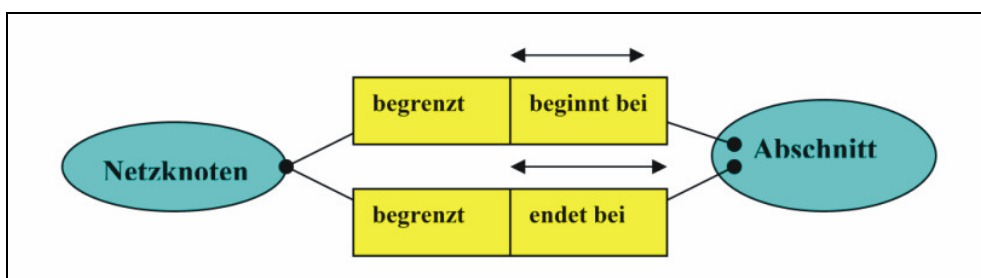 begrenzt beginnt bei
Netzknoten
Abschnitt
begrenzt endet bei